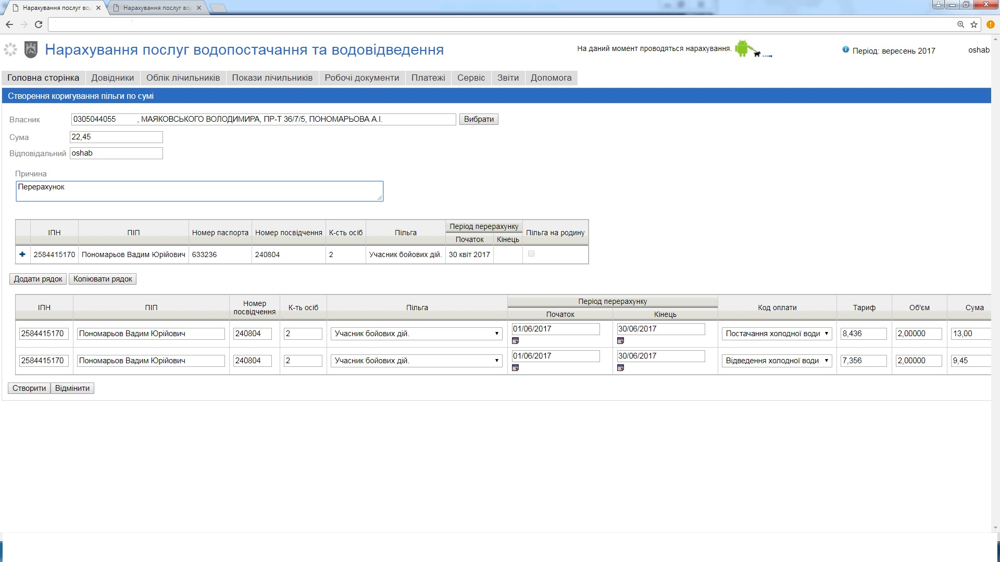 Нарахування послуг во
Нарахування послуг во
Нарахування послуг водопостачання та водовідведення
На даний момент проводяться нарахування.
Період: вересень 2017
oshab
Головна сторінка Довідники Облік лічильників Покази лічильників Робочі документи Платежі Сервіс Звіти Допомога
Створення коригування пільги по сумі
Власник 0305044055 , МАЯКОВСЬКОГО ВОЛОДИМИРА, ПР-Т 36/7/5, ПОНОМАРЬОВА А.І. Вибрати
Сума 22,45
Відповідальний oshab
Причина
Перерахунок
ІПН ПІП Номер паспорта Номер посвідчення К-сть осіб Пільга Період перерахунку Пільга на родину
Початок Кінець
2584415170 Пономарьов Вадим Юрійович 633236 240804 2 Учасник бойових дій. 30 квіт 2017
Додати рядок Копіювати рядок
ІПН ПІП Номер посвідчення К-ть осіб Пільга Період перерахунку Код оплати Тариф Об'єм Сума
Початок Кінець
2584415170 Пономарьов Вадим Юрійович 240804 2 Учасник бойових дій. 01/06/2017 30/06/2017 Постачання холодної води 8,436 2,00000 13,00
2584415170 Пономарьов Вадим Юрійович 240804 2 Учасник бойових дій. 01/06/2017 30/06/2017 Відведення холодної води 7,356 2,00000 9,45
Створити Відмінити